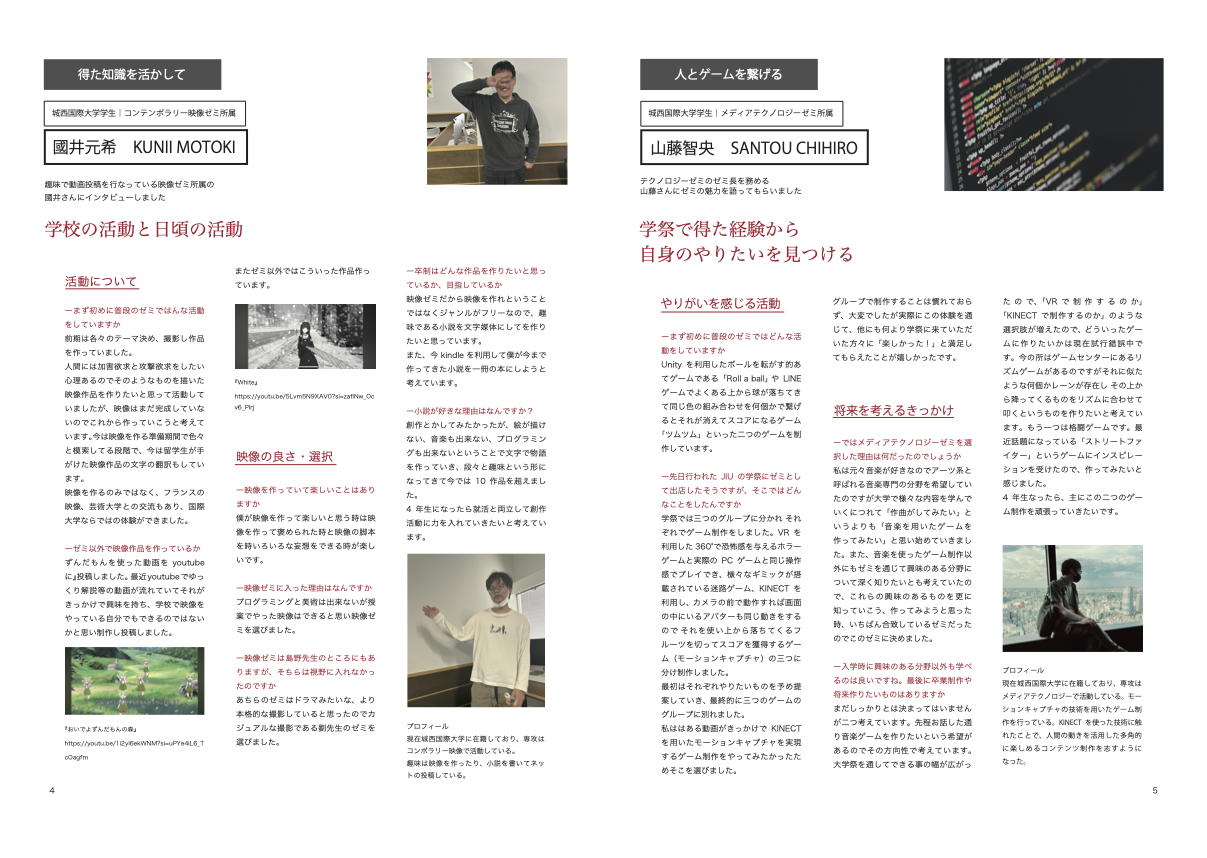 得た知識を活かして
城西国際大学学生｜コンテンポラリー映像ゼミ所属
國井元希　KUNII MOTOKI
趣味で動画投稿を行なっている映像ゼミ所属の
國井さんにインタビューしました
学校の活動と日頃の活動
活動について
—まず初めに普段のゼミではんな活動
をしていますか
前期は各々のテーマ決め、撮影し作品
を作っていました。
人間には加害欲求と攻撃欲求をしたい
心理あるのでそのようなものを描いた
映像作品を作りたいと思って活動して
いましたが、映像はまだ完成していな
いのでこれから作っていこうと考えて
います。今は映像を作る準備期間で色々
と模索してる段階で、今は留学生が手
がけた映像作品の文字の翻訳もしてい
ます。
映像を作るのみではなく、フランスの
映像、芸術大学との交流もあり、国際
大学ならではの体験ができました。
—ゼミ以外で映像作品を作っているか
ずんだもんを使った動画を youtube
に』投稿しました。最近youtubeでゆっ
くり解説等の動画が流れていてそれが
きっかけで興味を持ち、学校で映像を
やっている自分でもできるのではない
かと思い制作し投稿しました。
『おいでよずんだもんの森』
https://youtu.be/1I2yl6ekWNM?si=uPYe4iL6_T
cOagfm
またゼミ以外ではこういった作品作っ
ています。
『White』
https://youtu.be/5Lvm5N9XAV0?si=zafiNw_Oc
v6_PIrj
映像の良さ・選択
—映像を作っていて楽しいことはあり
ますか
僕が映像を作って楽しいと思う時は映
像を作って褒められた時と映像の脚本
を時いろいろな妄想をできる時が楽し
いです。
—映像ゼミに入った理由はなんですか
プログラミングと美術は出来ないが授
業でやった映像はできると思い映像ゼ
ミを選びました。
—映像ゼミは島野先生のところにもあ
りますが、そちらは視野に入れなかっ
たのですか
あちらのゼミはドラマみたいな、より
本格的な撮影していると思ったのでカ
ジュアルな撮影である劉先生のゼミを
選びました。
—卒制はどんな作品を作りたいと思っ
ているか、目指しているか
映像ゼミだから映像を作れということ
ではなくジャンルがフリーなので、趣
味である小説を文字媒体にしてを作り
たいと思っています。
また、今 kindle を利用して僕が今まで
作ってきた小説を一冊の本にしようと
考えています。
—小説が好きな理由はなんですか？
創作とかしてみたかったが、絵が描け
ない、音楽も出来ない、プログラミン
グも出来ないということで文字で物語
を作っていき、段々と趣味という形に
なってきて今では 10 作品を超えまし
た。
4 年生になったら就活と両立して創作
活動に力を入れていきたいと考えてい
ます。
プロフィール
現在城西国際大学に在籍しており、専攻は
コンポラリー映像で活動している。
趣味は映像を作ったり、小説を書いてネッ
トの投稿している。
4
人とゲームを繋げる
城西国際大学学生｜メディアテクノロジーゼミ所属
山藤智央　SANTOU CHIHIRO
テクノロジーゼミのゼミ長を務める
山藤さんにゼミの魅力を語ってもらいました
学祭で得た経験から
自身のやりたいを見つける
やりがいを感じる活動
—まず初めに普段のゼミではどんな活
動をしていますか
Unity を利用したボールを転がす的あ
てゲームである「Roll a ball」や LINE
ゲームでよくある上から球が落ちてき
て同じ色の組み合わせを何個かで繋げ
るとそれが消えてスコアになるゲーム
「ツムツム」といった二つのゲームを制
作しています。
—先日行われた JIU の学祭にゼミとし
て出店したそうですが、そこではどん
なことをしたんですか
学祭では三つのグループに分かれ それ
ぞれでゲーム制作をしました。VR を
利用した 360°で恐怖感を与えるホラー
ゲームと実際の PC ゲームと同じ操作
感でプレイでき、様々なギミックが搭
載されている迷路ゲーム、KINECT を
利用し、カメラの前で動作すれば画面
の中にいるアバターも同じ動きをする
ので それを使い上から落ちてくるフ
ルーツを切ってスコアを獲得するゲー
ム（モーションキャプチャ）の三つに
分け制作しました。
最初はそれぞれやりたいものを予め提
案していき、最終的に三つのゲームの
グループに別れました。
私ははある動画がきっかけで KINECT
を用いたモーションキャプチャを実現
するゲーム制作をやってみたかったた
めそこを選びました。
グループで制作することは慣れておら
ず、大変でしたが実際にこの体験を通
じて、他にも何より学祭に来ていただ
いた方々に「楽しかった！」と満足し
てもらえたことが嬉しかったです。
将来を考えるきっかけ
—ではメディアテクノロジーゼミを選
択した理由は何だったのでしょうか
私は元々音楽が好きなのでアーツ系と
呼ばれる音楽専門の分野を希望してい
たのですが大学で様々な内容を学んで
いくにつれて「作曲がしてみたい」と
いうよりも「音楽を用いたゲームを
作ってみたい」と思い始めていきまし
た。また、音楽を使ったゲーム制作以
外にもゼミを通じて興味のある分野に
ついて深く知りたいとも考えていたの
で、これらの興味のあるものを更に
知っていこう、作ってみようと思った
時、いちばん合致しているゼミだった
のでこのゼミに決めました。
—入学時に興味のある分野以外も学べ
るのは良いですね。最後に卒業制作や
将来作りたいものはありますか
まだしっかりとは決まってはいません
が二つ考えています。先程お話した通
り音楽ゲームを作りたいという希望が
あるのでその方向性で考えています。
大学祭を通してできる事の幅が広がっ
たので、「VR で制作するのか」
「KINECT で制作するのか」のような
選択肢が増えたので、どういったゲー
ムに作りたいかは現在試行錯誤中で
す。今の所はゲームセンターにあるリ
ズムゲームがあるのですがそれに似た
ような何個かレーンが存在し その上か
ら降ってくるものをリズムに合わせて
叩くというものを作りたいと考えてい
ます。もう一つは格闘ゲームです。最
近話題になっている「ストリートファ
イター」というゲームにインスピレー
ションを受けたので、作ってみたいと
感じました。
4 年生なったら、主にこの二つのゲー
ム制作を頑張っていきたいです。
プロフィール
現在城西国際大学に在籍しており、専攻は
メディアテクノロジーで活動している。モー
ションキャプチャの技術を用いたゲーム制
作を行っている。KINECT を使った技術に触
れたことで、人間の動きを活用した多角的
に楽しめるコンテンツ制作を志すように
なった。
5